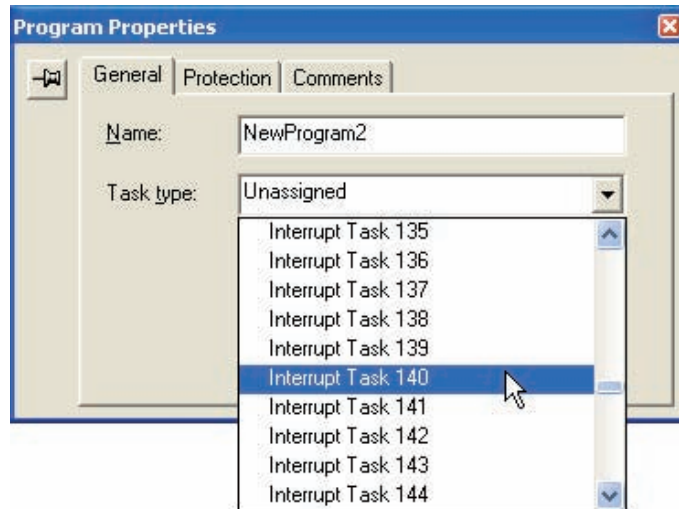 Program Properties
General Protection Comments
Name: NewProgram2
Task type: Unassigned
Interrupt Task 135
Interrupt Task 136
Interrupt Task 137
Interrupt Task 138
Interrupt Task 139
Interrupt Task 140
Interrupt Task 141
Interrupt Task 142
Interrupt Task 143
Interrupt Task 144